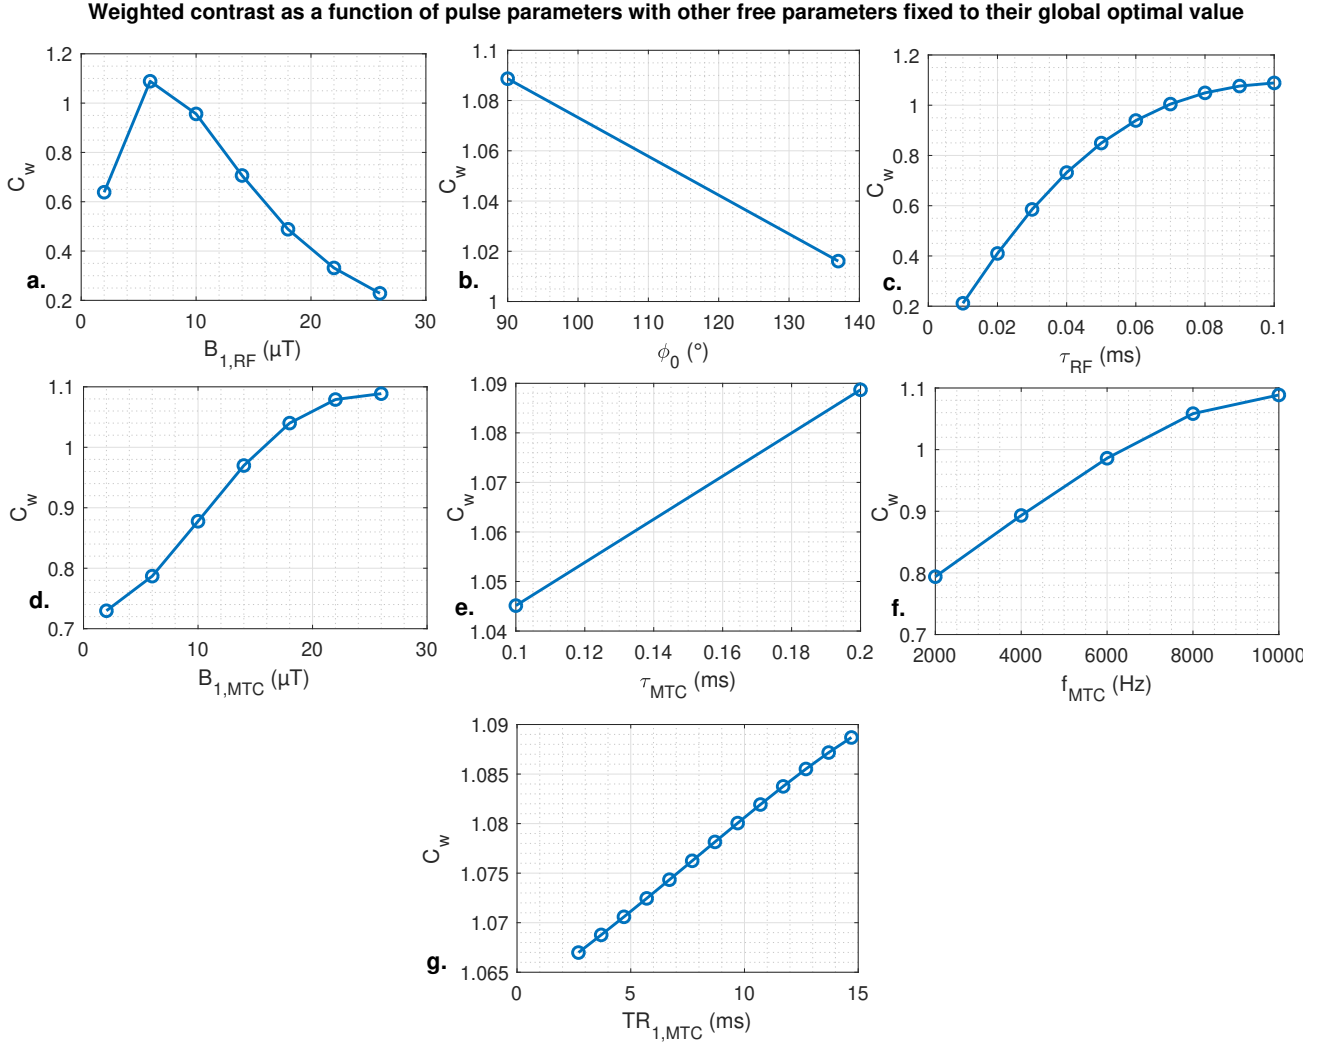 Weighted contrast as a function of pulse parameters with other free parameters fixed to their global optimal value
1.2
1
0.8
0.6
0.4
0.2
C_w
a.
0 10 20 30
B_1,RF (µT)
1.1
1.08
1.06
1.04
1.02
1
C_w
b.
90 100 110 120 130 140
ϕ_0 (°)
1.2
1
0.8
0.6
0.4
0.2
C_w
c.
0 0.02 0.04 0.06 0.08 0.1
τ_RF (ms)
1.1
1
0.9
0.8
0.7
C_w
d.
0 10 20 30
B_1,MTC (µT)
1.09
1.08
1.07
1.06
1.05
1.04
C_w
e.
0.1 0.12 0.14 0.16 0.18 0.2
τ_MTC (ms)
1.1
1
0.9
0.8
0.7
C_w
f.
2000 4000 6000 8000 10000
f_MTC (Hz)
1.09
1.085
1.08
1.075
1.07
1.065
C_w
g.
0 5 10 15
TR_1,MTC (ms)